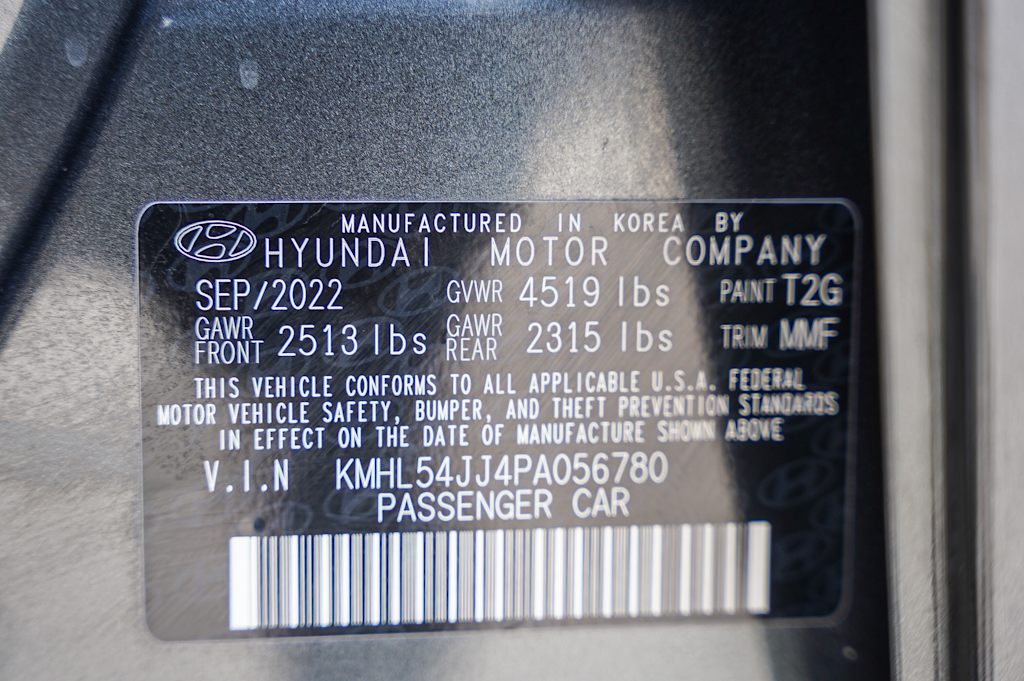 MANUFACTURED IN KOREA BY
HYUNDAI MOTOR COMPANY
SEP/2022 GVWR 4519 lbs PAINT T2G
GAWR FRONT 2513 lbs GAWR REAR 2315 lbs TRIM MMF
THIS VEHICLE CONFORMS TO ALL APPLICABLE U.S.A. FEDERAL
MOTOR VEHICLE SAFETY, BUMPER, AND THEFT PREVENTION STANDARDS
IN EFFECT ON THE DATE OF MANUFACTURE SHOWN ABOVE
V.I.N KMHL54JJ4PA056780
PASSENGER CAR